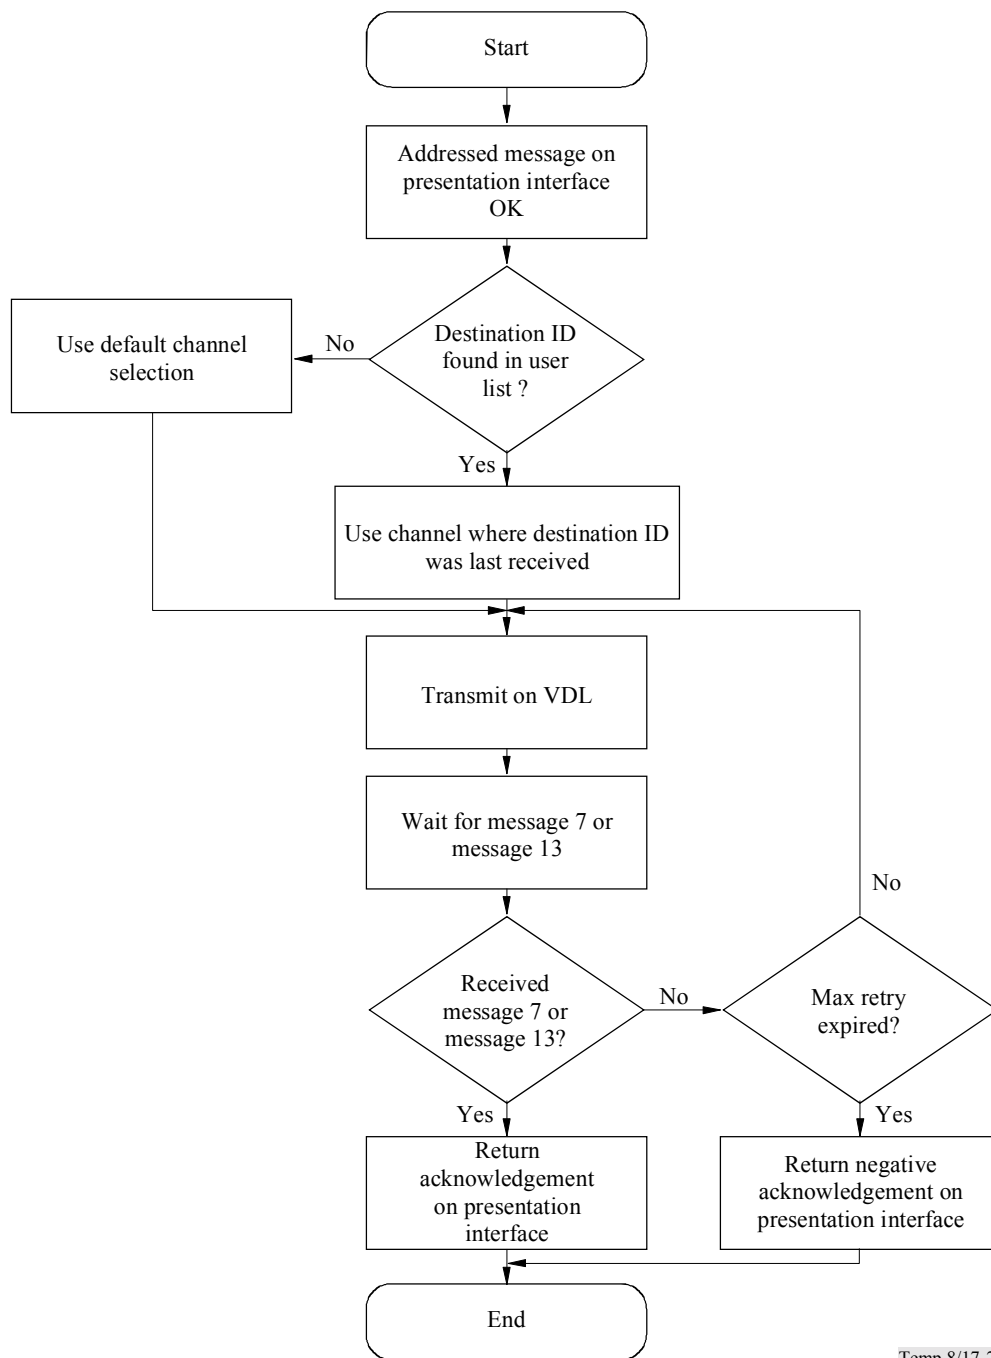 Start
Addressed message on
presentation interface
OK
Destination ID
found in user
list ?
No
Use default channel
selection
Yes
Use channel where destination ID
was last received
Transmit on VDL
Wait for message 7 or
message 13
No
Received
message 7 or
message 13?
No
Max retry
expired?
Yes
Yes
Return
acknowledgement
on presentation
interface
Return negative
acknowledgement on
presentation interface
End
Temp 8/17-